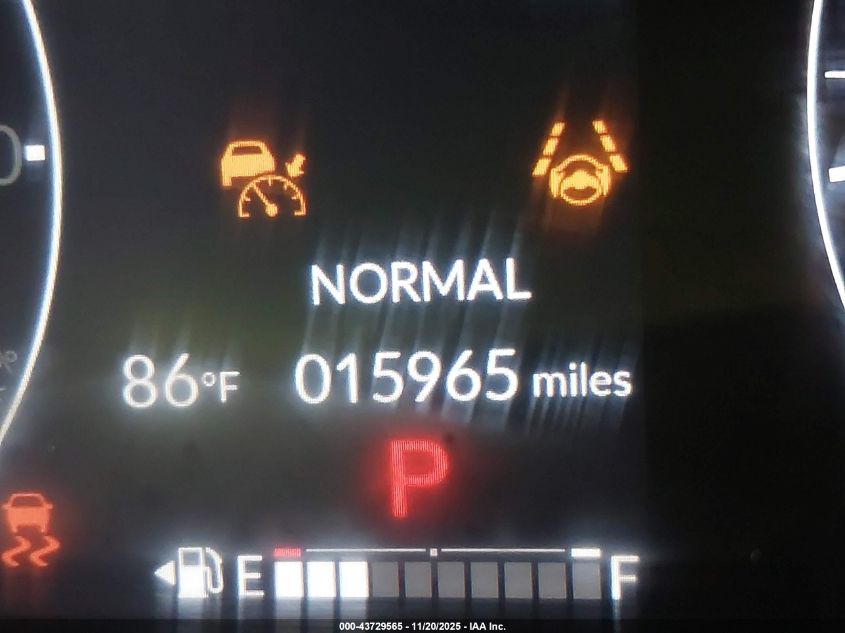 NORMAL
86°F 015965 miles
P
E F
000-43729565 - 11/20/2025 - IAA Inc.